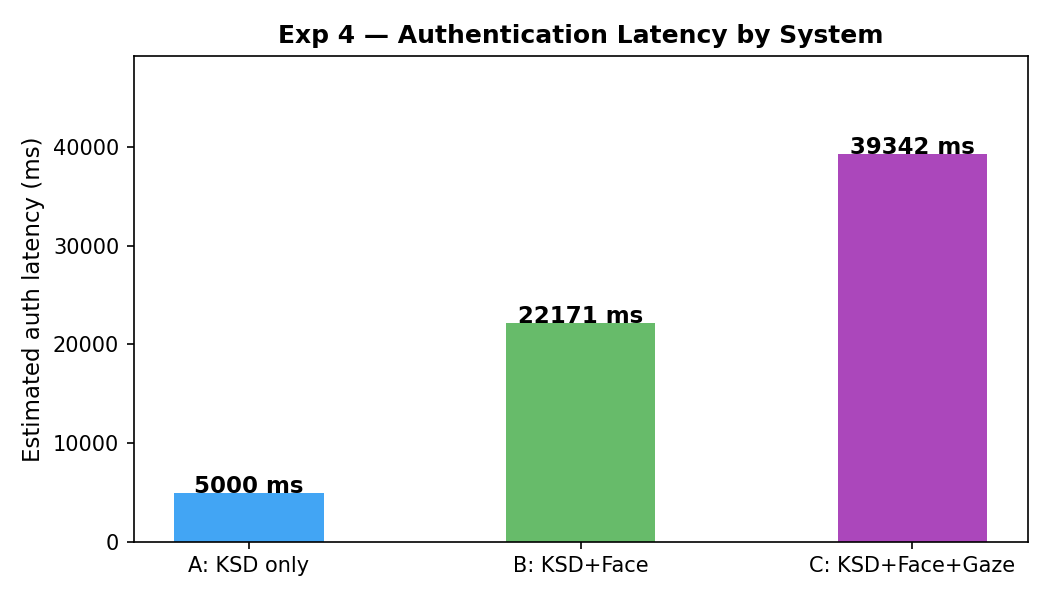 Exp 4 — Authentication Latency by System
Estimated auth latency (ms)
40000
30000
20000
10000
0
5000 ms
22171 ms
39342 ms
A: KSD only
B: KSD+Face
C: KSD+Face+Gaze